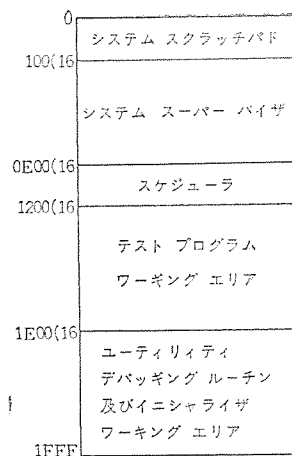 0
システム スクラッチパド
100(16
システム スーパー バイザ
0E00(16
スケジューラ
1200(16
テスト プログラム
ワーキング エリア
1E00(16
ユーティリィティ
デバッギング ルーチン
及びイニシャライザ
ワーキング エリア
1FFF